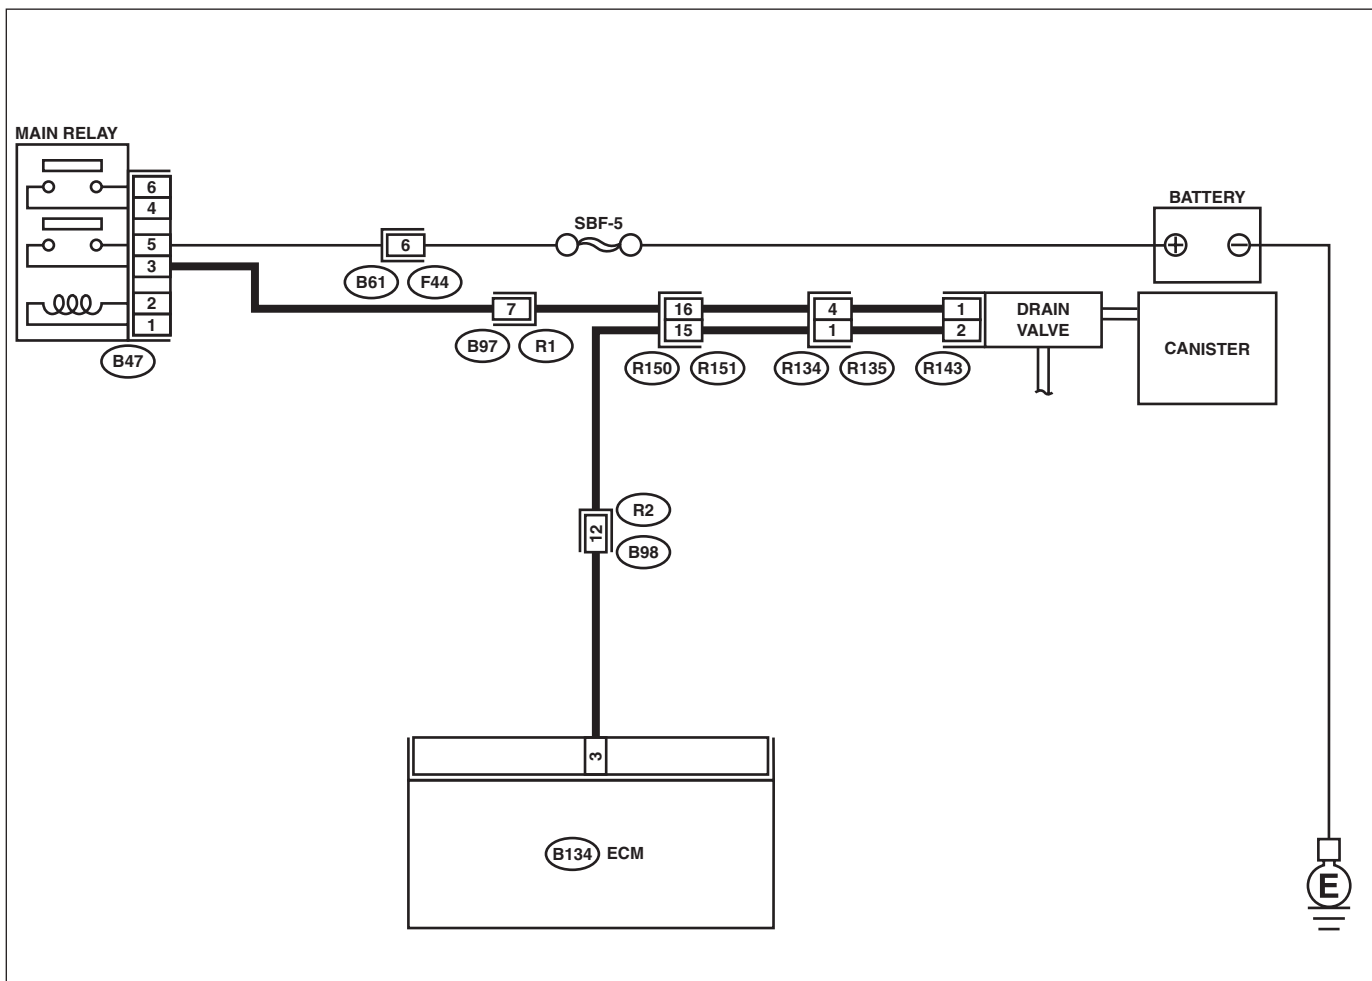 MAIN RELAY
6
4
5
3
2
1
B47
6
B61 F44
SBF-5
BATTERY
+ −
7
B97 R1
16
15
R150 R151
4
1
R134 R135
1
2
R143
DRAIN
VALVE
CANISTER
12
R2
B98
3
B134 ECM
E